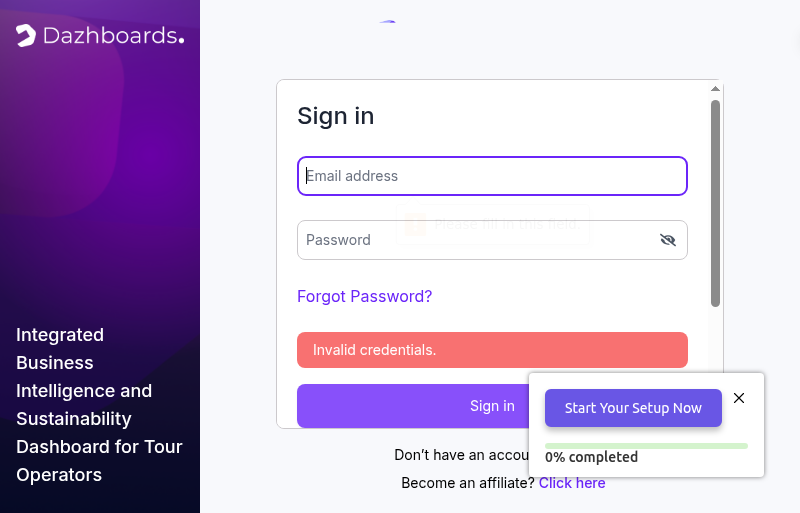 Dazhboards.
Integrated
Business
Intelligence and
Sustainability
Dashboard for Tour
Operators
Sign in
Email address
Please fill in this field.
Password
Forgot Password?
Invalid credentials.
Sign in
Don't have an accou
Become an affiliate? Click here
Start Your Setup Now
0% completed